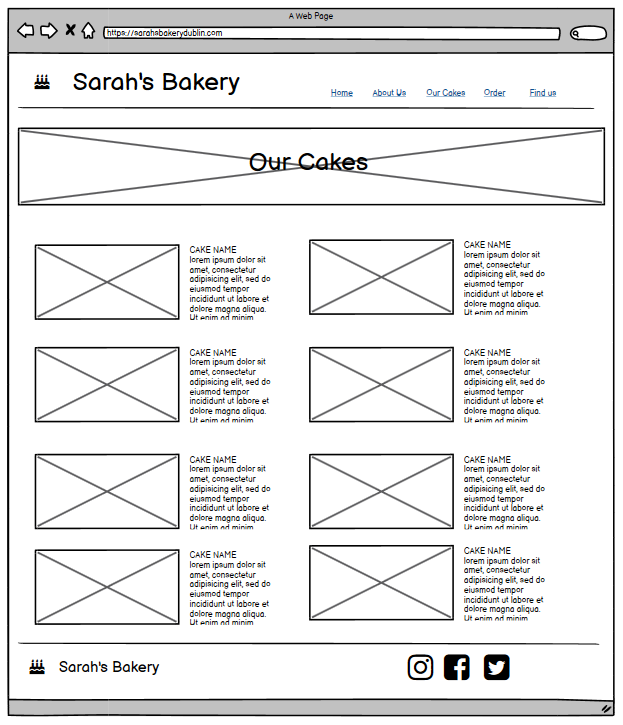 A Web Page
https://sarahsbakerydublin.com
Sarah's Bakery
Home About Us Our Cakes Order Find us
Our Cakes
CAKE NAME
lorem ipsum dolor sit
amet, consectetur
adipisicing elit, sed do
eiusmod tempor
incididunt ut labore et
dolore magna aliqua.
Ut enim ad minim
CAKE NAME
lorem ipsum dolor sit
amet, consectetur
adipisicing elit, sed do
eiusmod tempor
incididunt ut labore et
dolore magna aliqua.
Ut enim ad minim
CAKE NAME
lorem ipsum dolor sit
amet, consectetur
adipisicing elit, sed do
eiusmod tempor
incididunt ut labore et
dolore magna aliqua.
Ut enim ad minim
CAKE NAME
lorem ipsum dolor sit
amet, consectetur
adipisicing elit, sed do
eiusmod tempor
incididunt ut labore et
dolore magna aliqua.
Ut enim ad minim
CAKE NAME
lorem ipsum dolor sit
amet, consectetur
adipisicing elit, sed do
eiusmod tempor
incididunt ut labore et
dolore magna aliqua.
Ut enim ad minim
CAKE NAME
lorem ipsum dolor sit
amet, consectetur
adipisicing elit, sed do
eiusmod tempor
incididunt ut labore et
dolore magna aliqua.
Ut enim ad minim
CAKE NAME
lorem ipsum dolor sit
amet, consectetur
adipisicing elit, sed do
eiusmod tempor
incididunt ut labore et
dolore magna aliqua.
Ut enim ad minim
CAKE NAME
lorem ipsum dolor sit
amet, consectetur
adipisicing elit, sed do
eiusmod tempor
incididunt ut labore et
dolore magna aliqua.
Ut enim ad minim
Sarah's Bakery